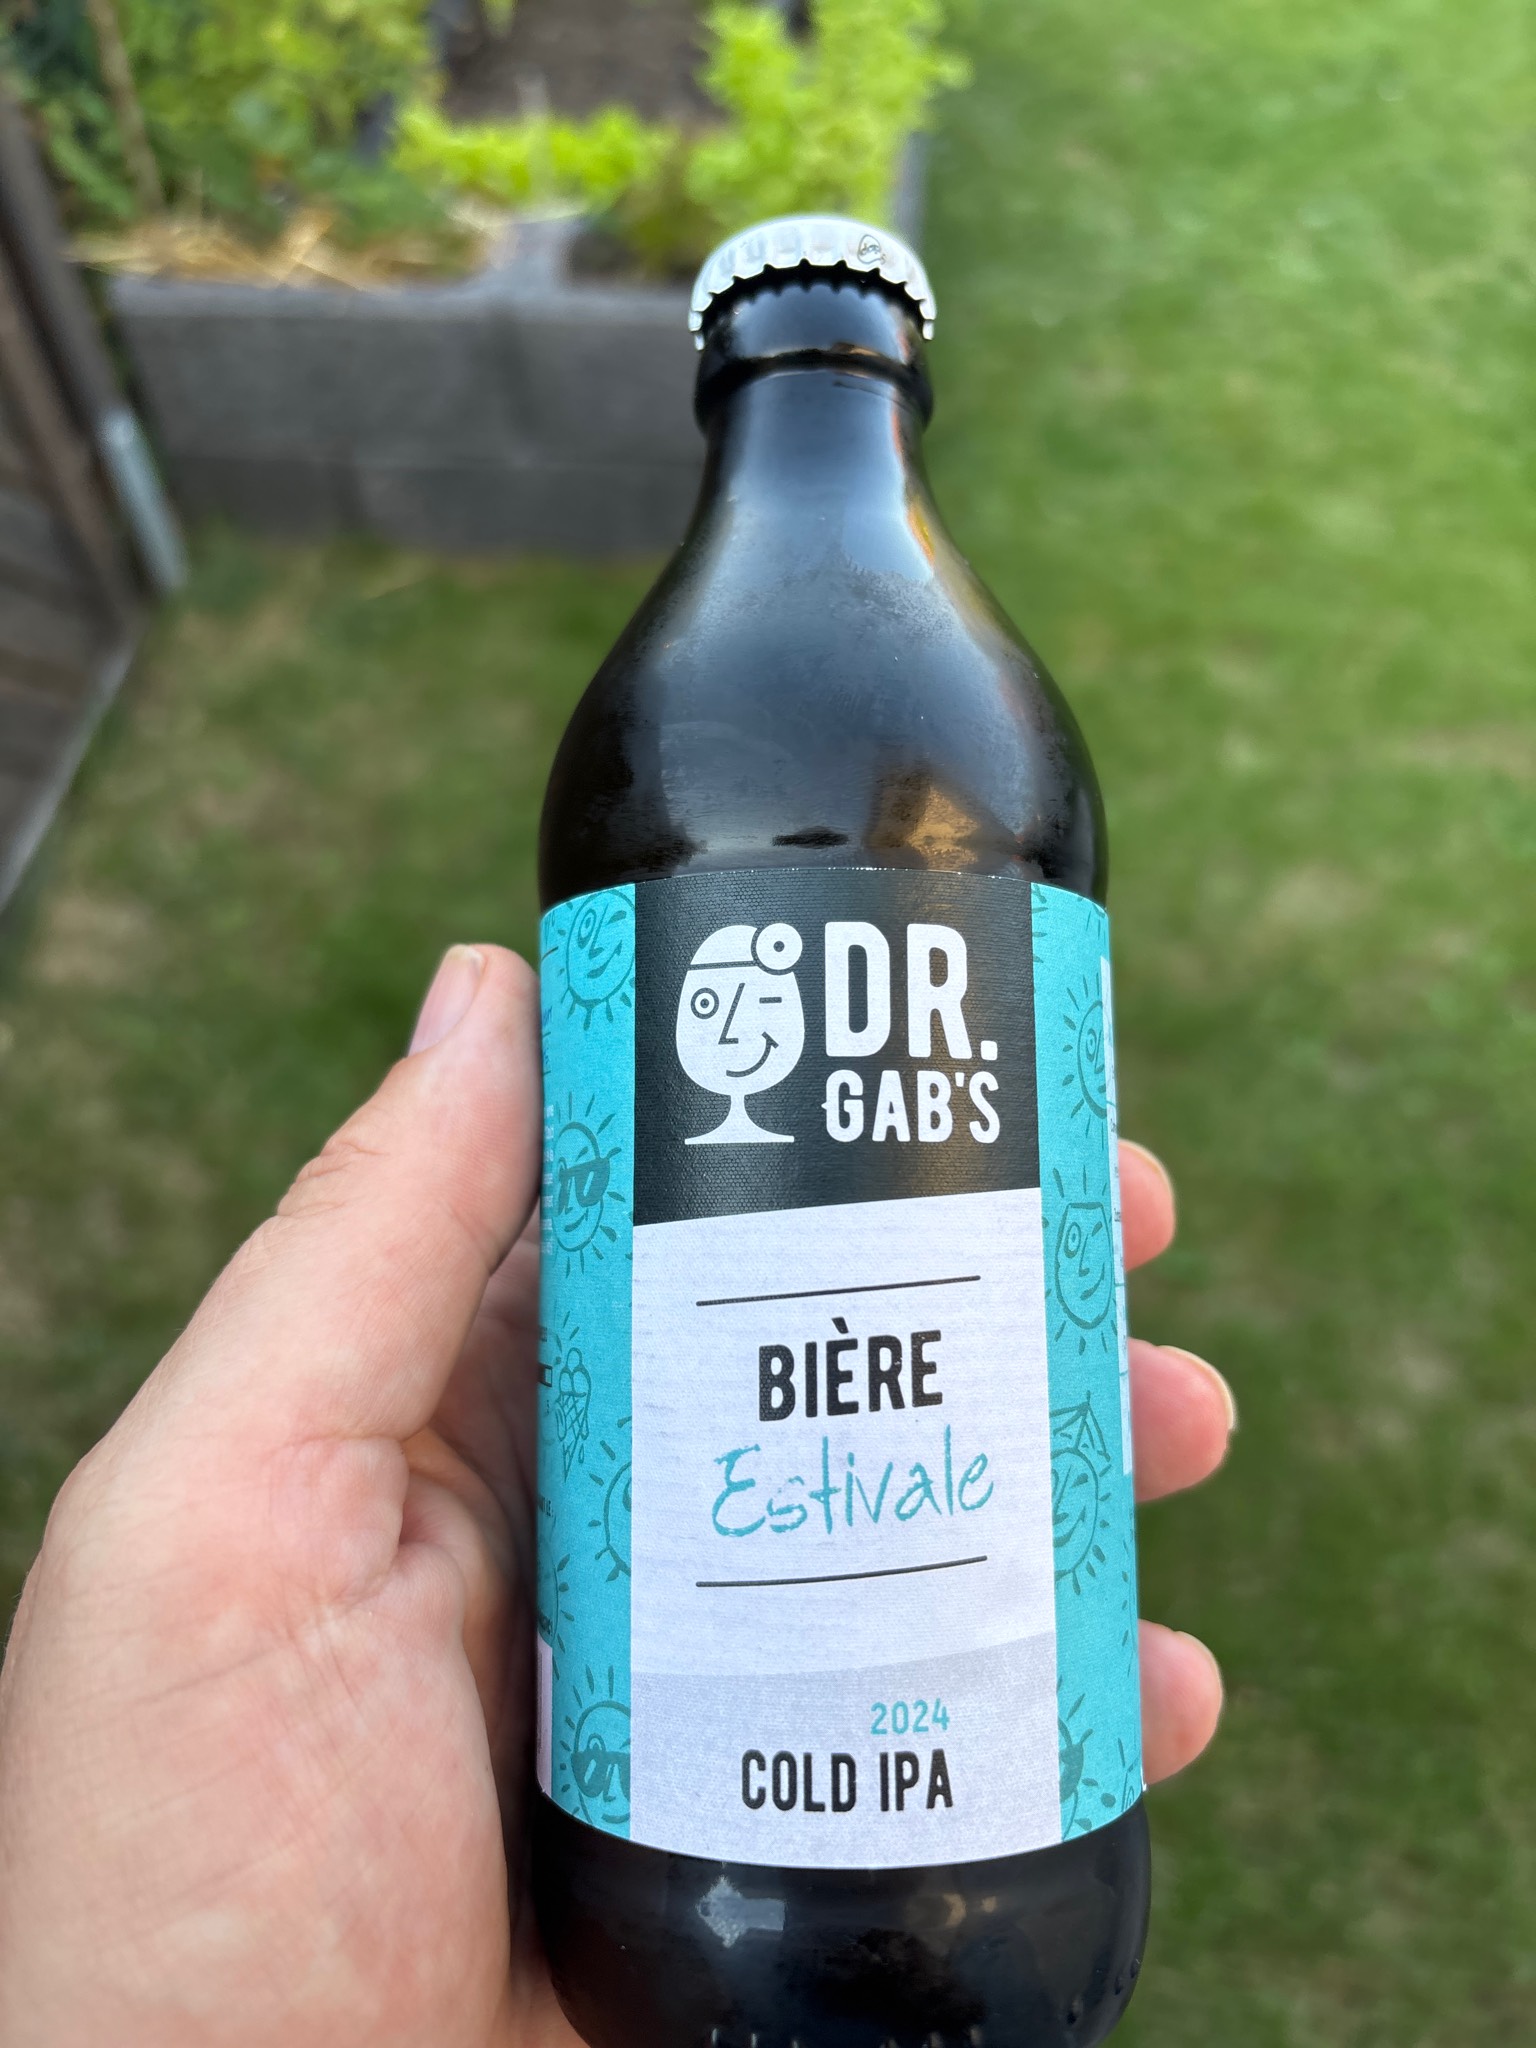 DR.
GAB'S
BIÈRE
Estivale
2024
COLD IPA